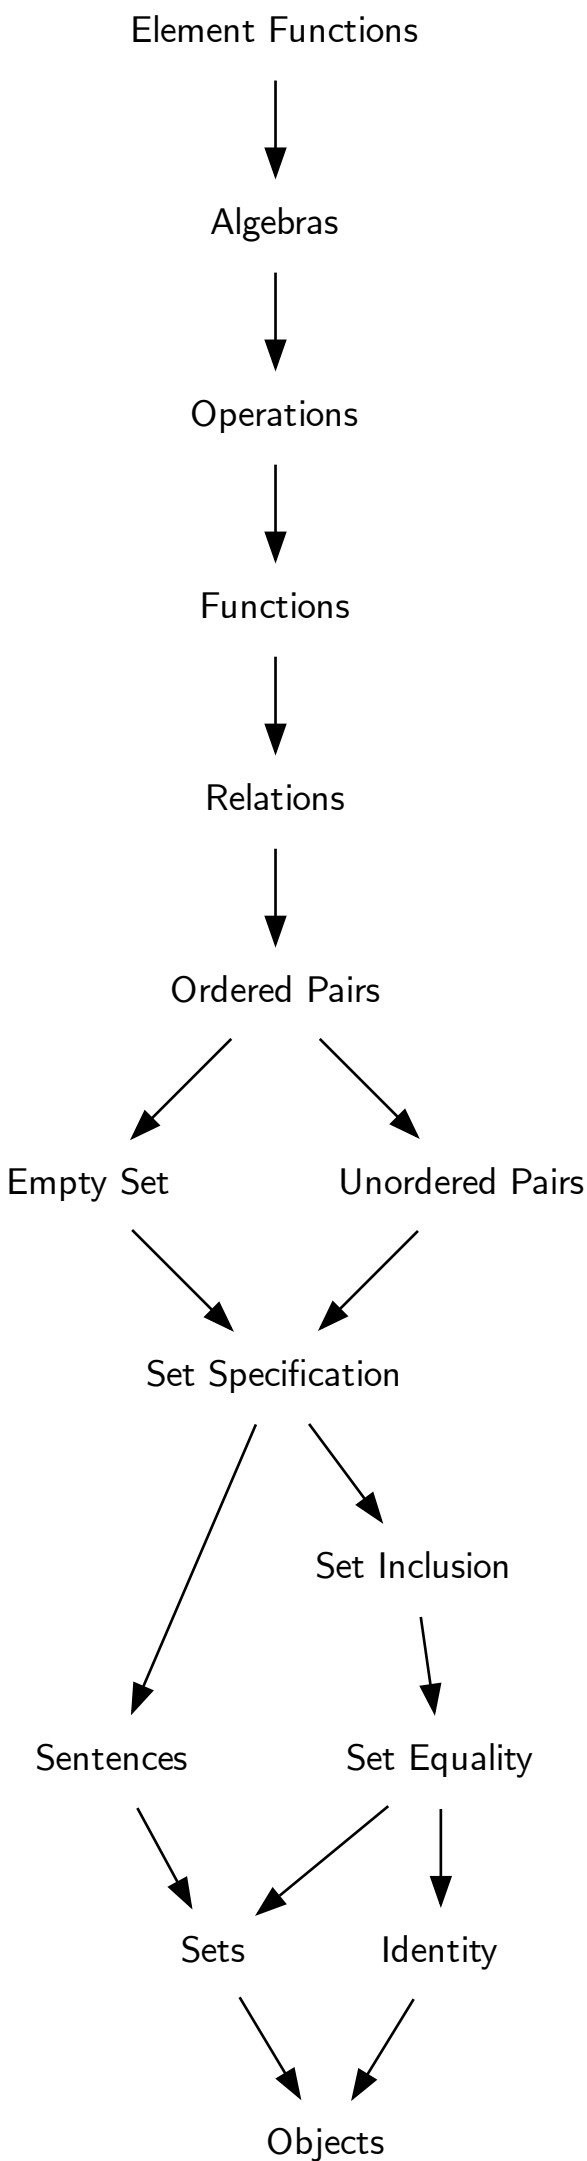 Element Functions
Algebras
Operations
Functions
Relations
Ordered Pairs
Empty Set
Unordered Pairs
Set Specification
Set Inclusion
Sentences
Set Equality
Sets
Identity
Objects